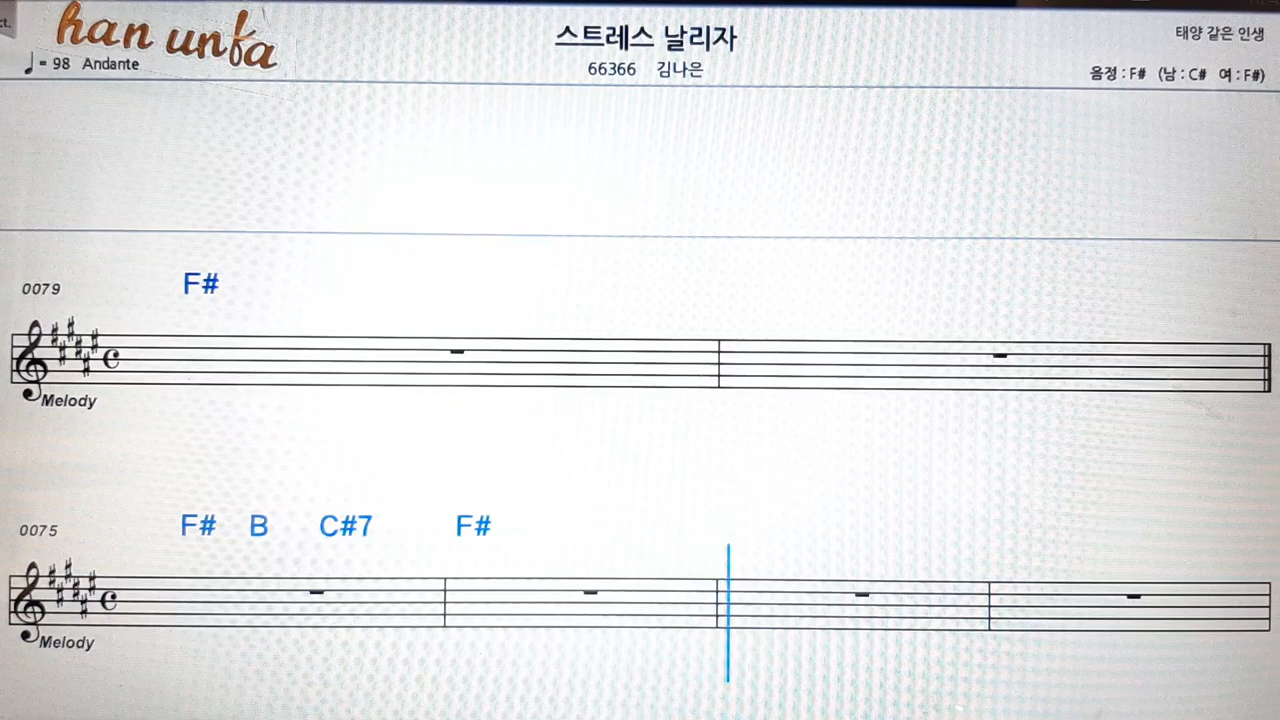 ct.
han unfa
스트레스 날리자
태양 같은 인생
♩= 98 Andante
66366 김나은
음정 : F# (남 : C# 여 : F#)
0079 F#
Melody
0075 F# B C#7 F#
Melody